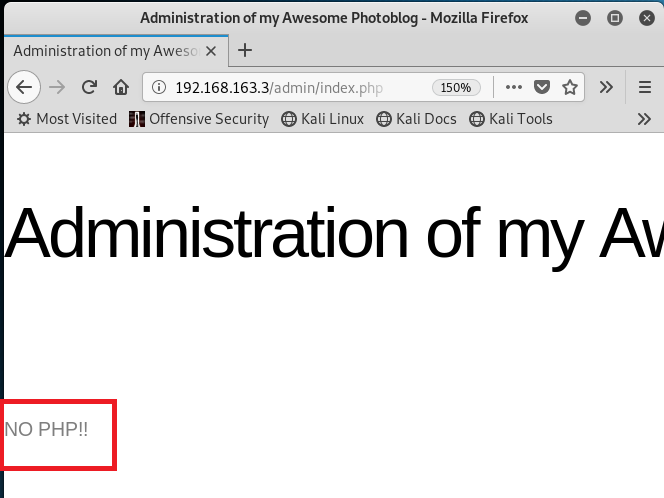 Administration of my Awesome Photoblog - Mozilla Firefox
Administration of my Aweso
192.168.163.3/admin/index.php 150%
Most Visited Offensive Security Kali Linux Kali Docs Kali Tools
Administration of my Aw
NO PHP!!